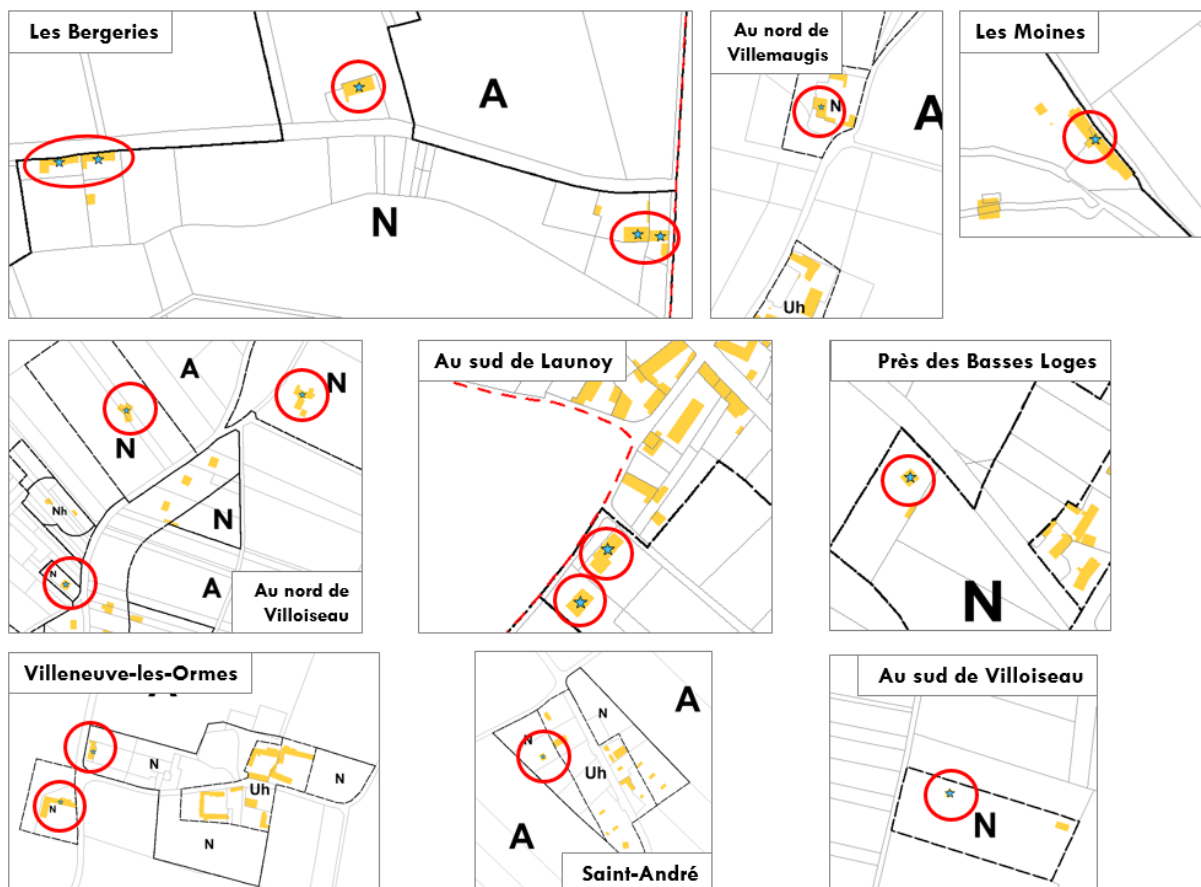 Les Bergeries
A
N
Au nord de
Villemaugis
N
A
Uh
Les Moines
A
N
N
Nh
N
N
A
Au nord de
Villoiseau
Au sud de Launoy
Près des Basses Loges
N
Villeneuve-les-Ormes
A
N
N
Uh
N
N
N
A
N
Uh
A
Saint-André
Au sud de Villoiseau
N